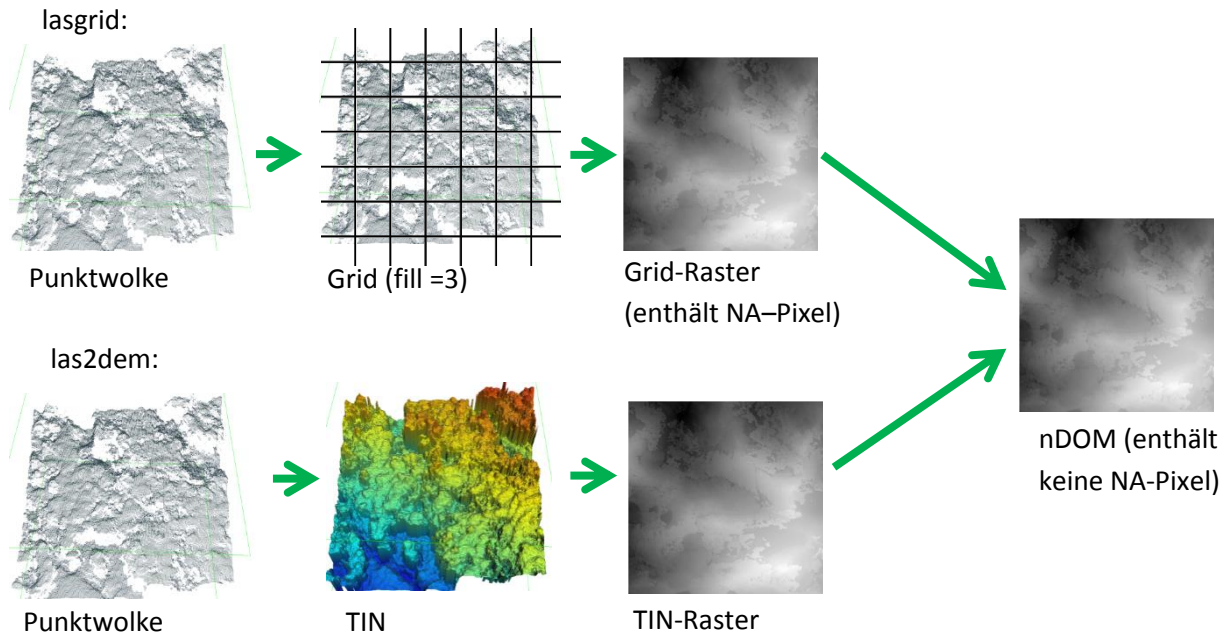 lasgrid:
Punktwolke
Grid (fill =3)
Grid-Raster
(enthält NA–Pixel)
las2dem:
nDOM (enthält
keine NA-Pixel)
Punktwolke
TIN
TIN-Raster